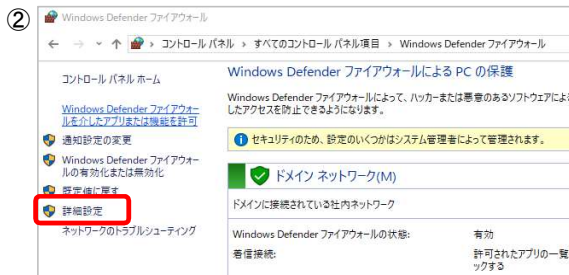 ②
Windows Defender ファイアウォール
コントロール パネル › すべてのコントロール パネル項目 › Windows Defender ファイアウォール
コントロール パネル ホーム
Windows Defender ファイアウォー
ルを介したアプリまたは機能を許可
通知設定の変更
Windows Defender ファイアウォー
ルの有効化または無効化
既定値に戻す
詳細設定
ネットワークのトラブルシューティング
Windows Defender ファイアウォールによる PC の保護
Windows Defender ファイアウォールによって、ハッカーまたは悪意のあるソフトウェアによる
したアクセスを防止できるようになります。
セキュリティのため、設定のいくつかはシステム管理者によって管理されます。
ドメイン ネットワーク(M)
ドメインに接続されている社内ネットワーク
Windows Defender ファイアウォールの状態: 有効
着信接続: 許可されたアプリの一覧
ックする